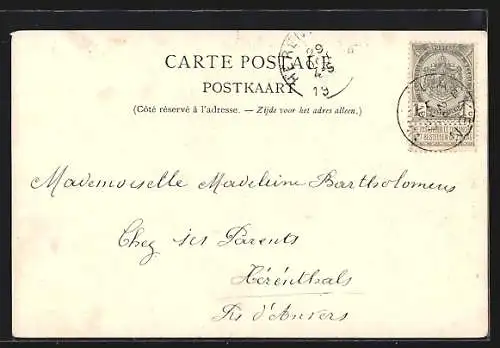 CARTE POSTALE
POSTKAART
(Côté réservé à l'adresse. — Zijde voor het adres alleen.)
Mademoiselle Madeleine Bartholomeus
Chez ses Parents
Hérénthals
Pr. d'Anvers